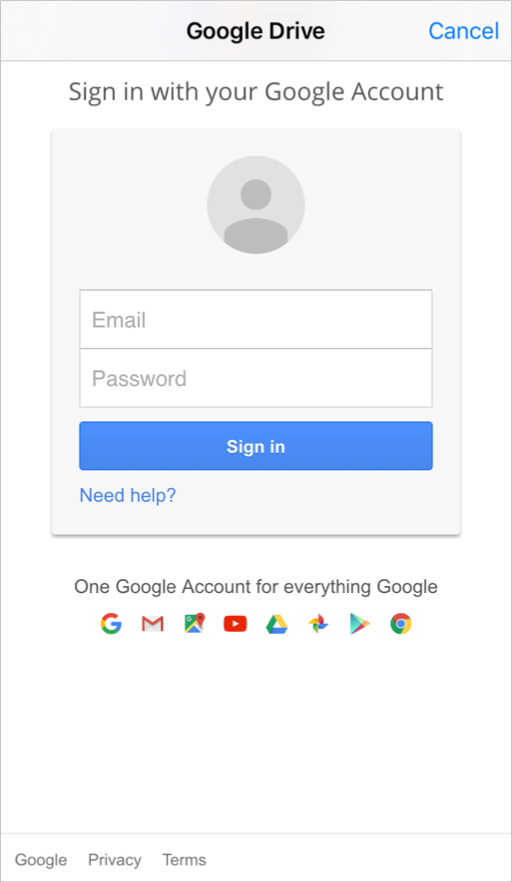 Google Drive Cancel
Sign in with your Google Account
Email
Password
Sign in
Need help?
One Google Account for everything Google
Google Privacy Terms